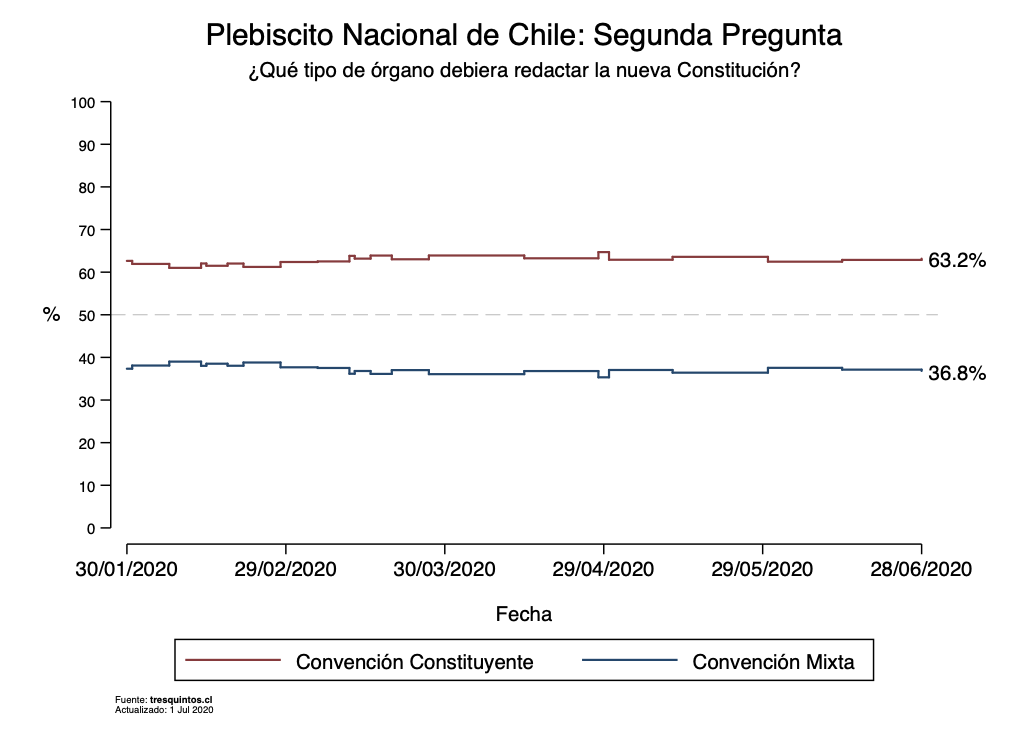 Plebiscito Nacional de Chile: Segunda Pregunta
¿Qué tipo de órgano debiera redactar la nueva Constitución?
100
90
80
70
60
63.2%
% 50
40
36.8%
30
20
10
0
30/01/2020 29/02/2020 30/03/2020 29/04/2020 29/05/2020 28/06/2020
Fecha
Convención Constituyente Convención Mixta
Fuente: tresquintos.cl
Actualizado: 1 Jul 2020